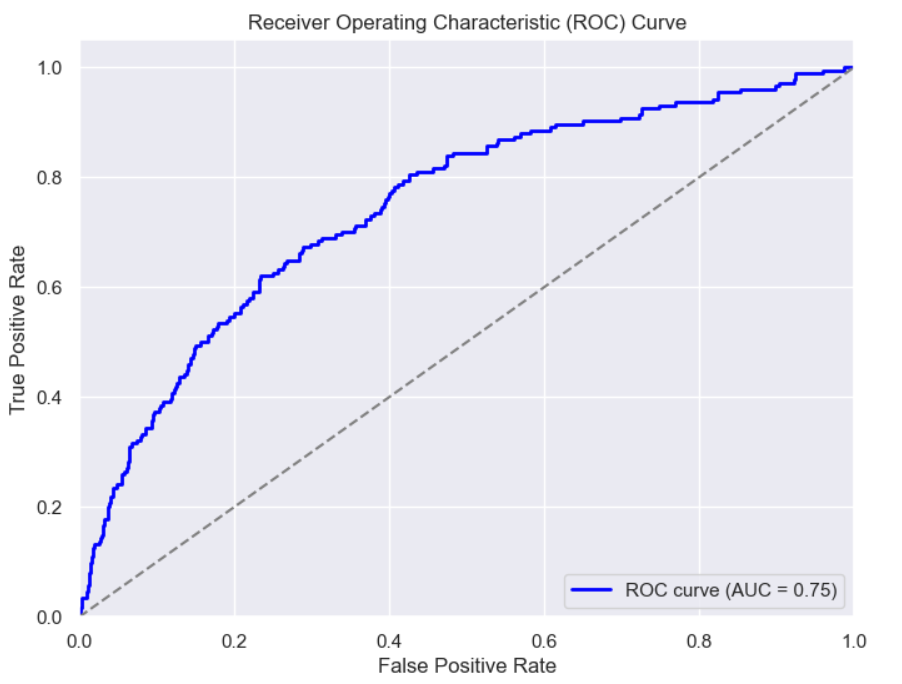 Receiver Operating Characteristic (ROC) Curve
True Positive Rate
1.0
0.8
0.6
0.4
0.2
0.0
ROC curve (AUC = 0.75)
0.0 0.2 0.4 0.6 0.8 1.0
False Positive Rate